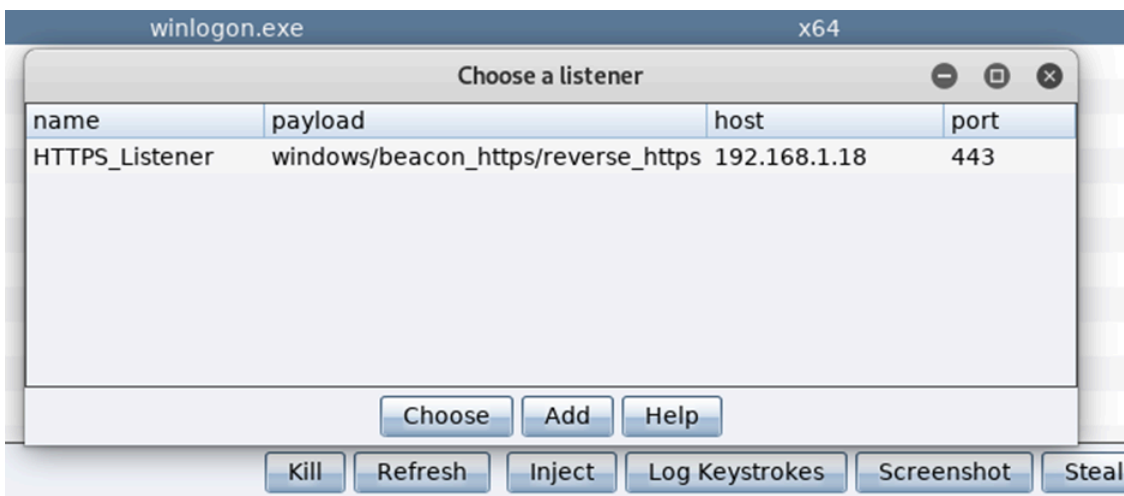 winlogon.exe x64
Choose a listener
name payload host port
HTTPS_Listener windows/beacon_https/reverse_https 192.168.1.18 443
Choose Add Help
Kill Refresh Inject Log Keystrokes Screenshot Steal